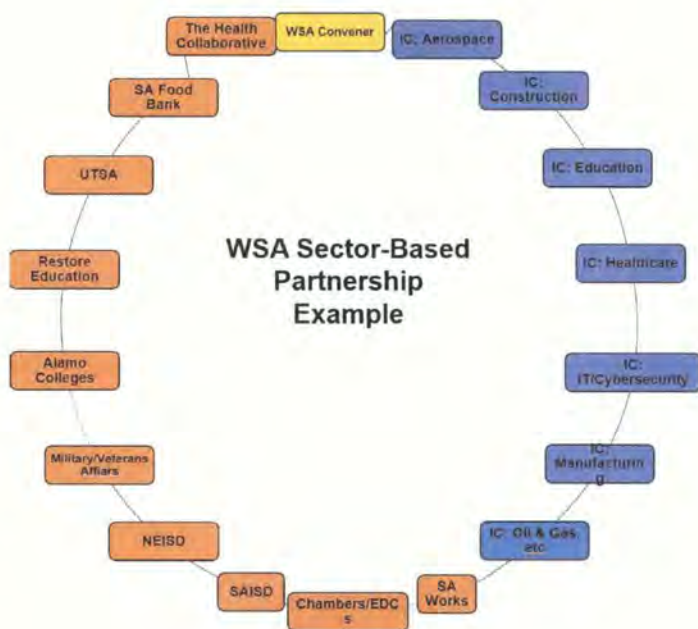 The Health
Collaborative
WSA Convener
IC: Aerospace
SA Food
Bank
IC:
Construction
UTSA
IC: Education
WSA Sector-Based
Partnership
Example
Restore
Education
IC: Healthcare
Alamo
Colleges
IC:
IT/Cybersecurity
Military/Veterans
Affiars
IC:
Manufacturin
g
NEISD
IC: Oil & Gas,
etc
SAISD
Chambers/EDC
s
SA
Works